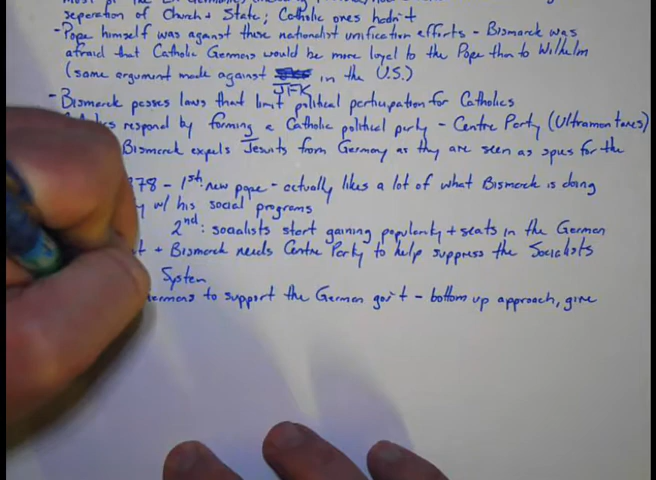 separation of Church + State; Catholic ones hadn't
- Pope himself was against these nationalist unification efforts - Bismarck was
afraid that Catholic Germans would be more loyal to the Pope than to Wilhelm
(same argument made against JFK in the U.S.)
- Bismarck passes laws that limit political participation for Catholics
respond by forming a Catholic political party - Centre Party (Ultramontanes)
Bismarck expels Jesuits from Germany as they are seen as spies for the
78 - 1st new pope - actually likes a lot of what Bismarck is doing
w/ his social programs
2nd: socialists start gaining popularity + seats in the German
+ Bismarck needs Centre Party to help suppress the Socialists
System
to support the German gov't - bottom up approach, give